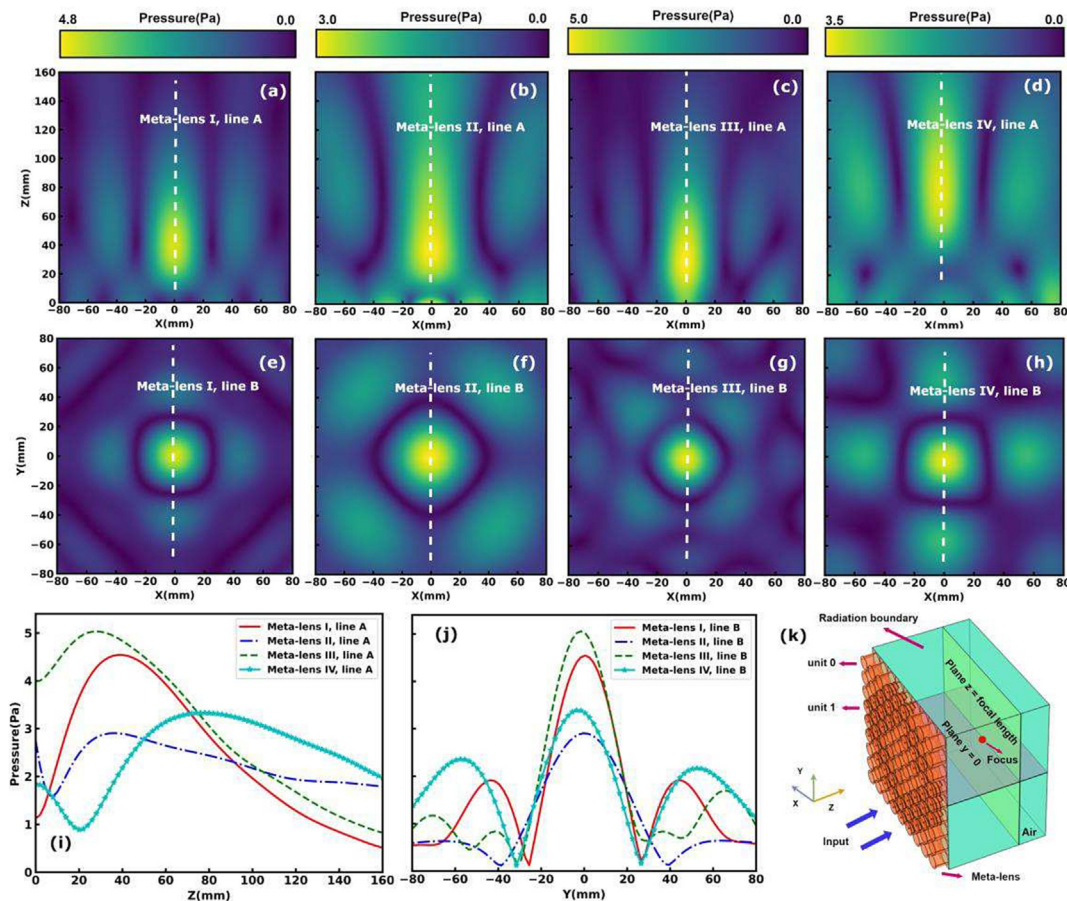 Pressure(Pa) Pressure(Pa) Pressure(Pa) Pressure(Pa)
4.8 0.0 3.0 0.0 5.0 0.0 3.5 0.0
(a)
Meta-lens I, line A
(b)
Meta-lens II, line A
(c)
Meta-lens III, line A
(d)
Meta-lens IV, line A
160
140
120
100
80
60
40
20
0
Z(mm)
−80 −60 −40 −20 0 20 40 60 80
X(mm)
−80 −60 −40 −20 0 20 40 60 80
X(mm)
−80 −60 −40 −20 0 20 40 60 80
X(mm)
−80 −60 −40 −20 0 20 40 60 80
X(mm)
(e)
Meta-lens I, line B
(f)
Meta-lens II, line B
(g)
Meta-lens III, line B
(h)
Meta-lens IV, line B
80
60
40
20
0
−20
−40
−60
−80
Y(mm)
−80 −60 −40 −20 0 20 40 60 80
X(mm)
−80 −60 −40 −20 0 20 40 60 80
X(mm)
−80 −60 −40 −20 0 20 40 60 80
X(mm)
−80 −60 −40 −20 0 20 40 60 80
X(mm)
Meta-lens I, line A
Meta-lens II, line A
Meta-lens III, line A
Meta-lens IV, line A
5
4
3
2
1
0
Pressure(Pa)
(i)
0 20 40 60 80 100 120 140 160
Z(mm)
(j)
Meta-lens I, line B
Meta-lens II, line B
Meta-lens III, line B
Meta-lens IV, line B
−80 −60 −40 −20 0 20 40 60 80
Y(mm)
(k)
Radiation boundary
unit 0
unit 1
Plane z = focal length
Plane y = 0
Focus
Y
X
Z
Input
Air
Meta-lens